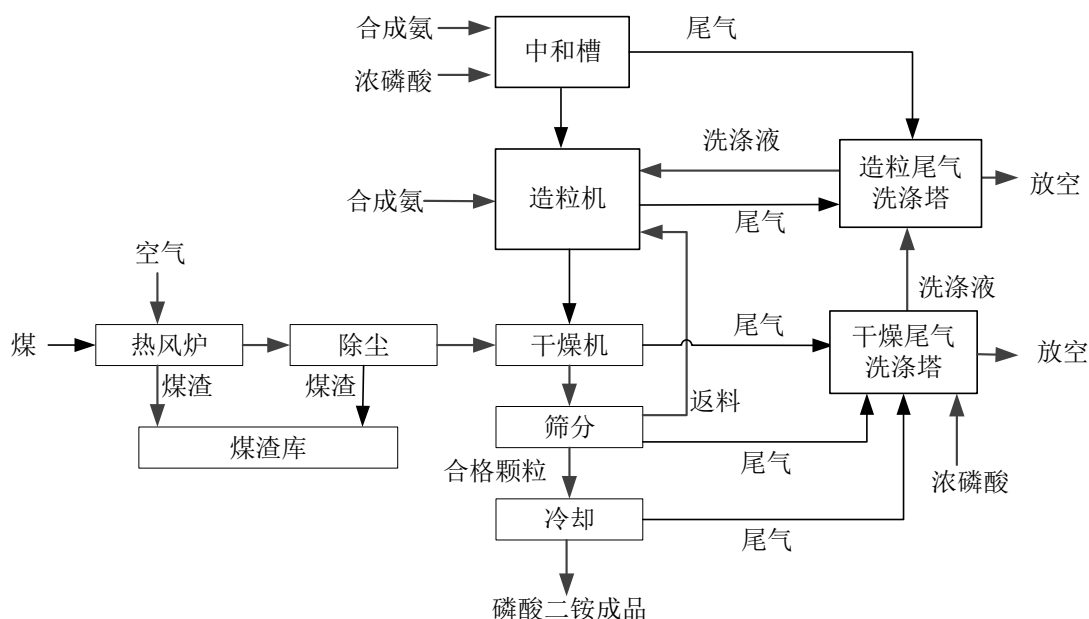 合成氨
浓磷酸
中和槽
尾气
洗涤液
造粒尾气
洗涤塔
放空
合成氨
造粒机
尾气
空气
洗涤液
煤
热风炉
除尘
干燥机
尾气
干燥尾气
洗涤塔
放空
煤渣
煤渣
返料
煤渣库
筛分
合格颗粒
尾气
浓磷酸
冷却
尾气
磷酸二铵成品